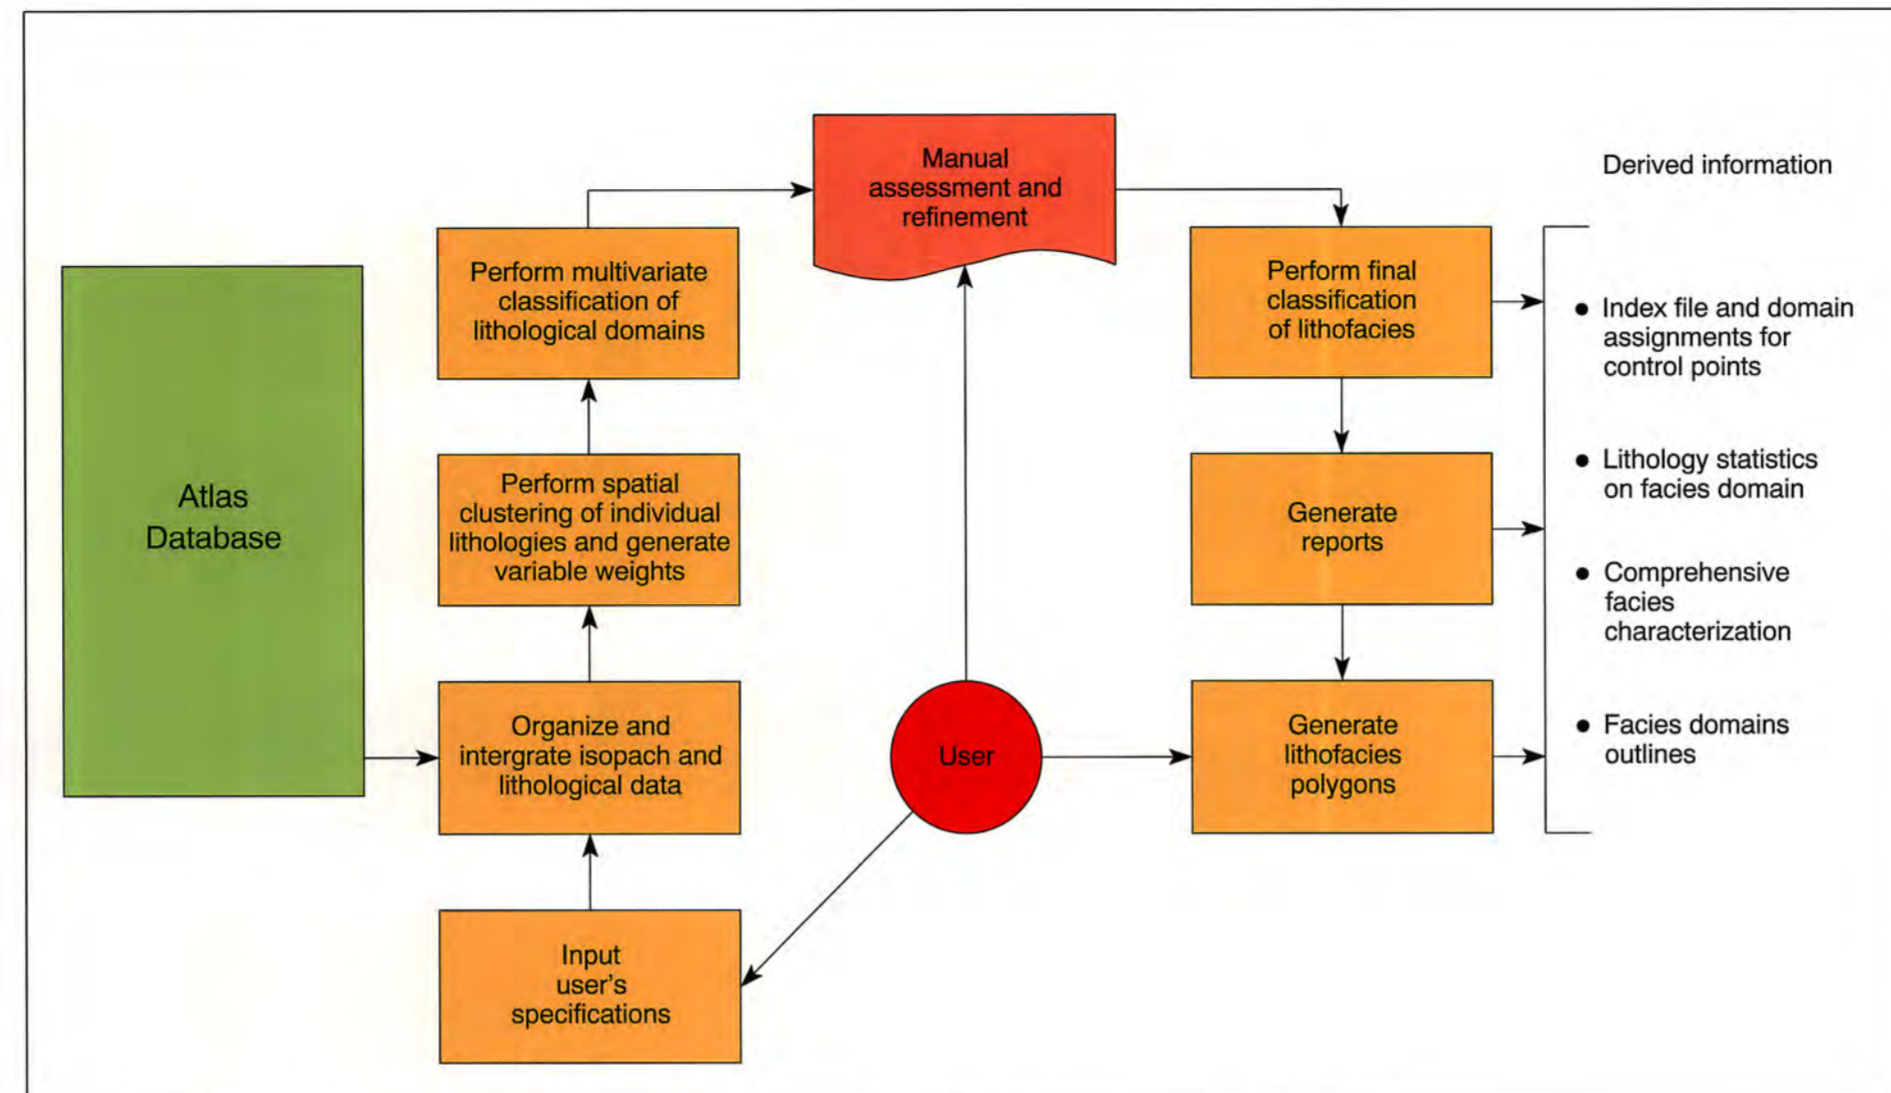 Atlas
Database
Perform multivariate
classification of
lithological domains
Perform spatial
clustering of individual
lithologies and generate
variable weights
Organize and
intergrate isopach and
lithological data
Input
user's
specifications
Manual
assessment and
refinement
User
Perform final
classification
of lithofacies
Generate
reports
Generate
lithofacies
polygons
Derived information
● Index file and domain
assignments for
control points
● Lithology statistics
on facies domain
● Comprehensive
facies
characterization
● Facies domains
outlines